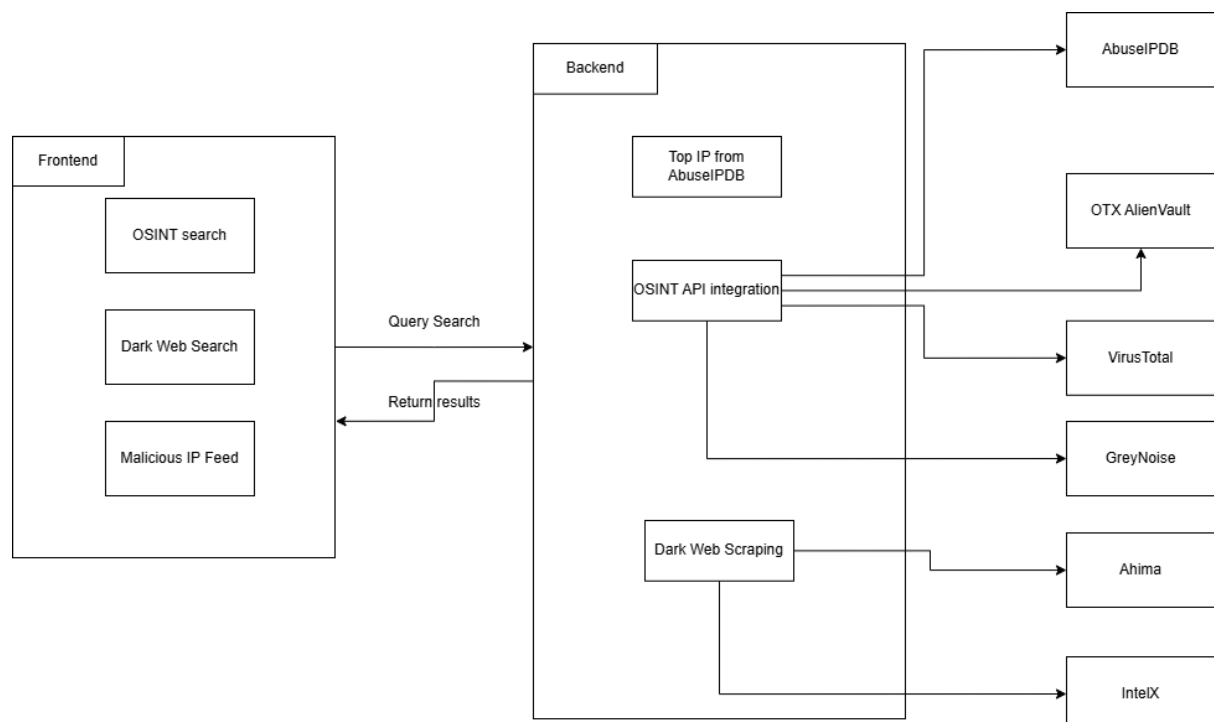 Frontend
OSINT search
Dark Web Search
Malicious IP Feed
Query Search
Return results
Backend
Top IP from
AbuseIPDB
OSINT API integration
Dark Web Scraping
AbuseIPDB
OTX AlienVault
VirusTotal
GreyNoise
Ahima
IntelX